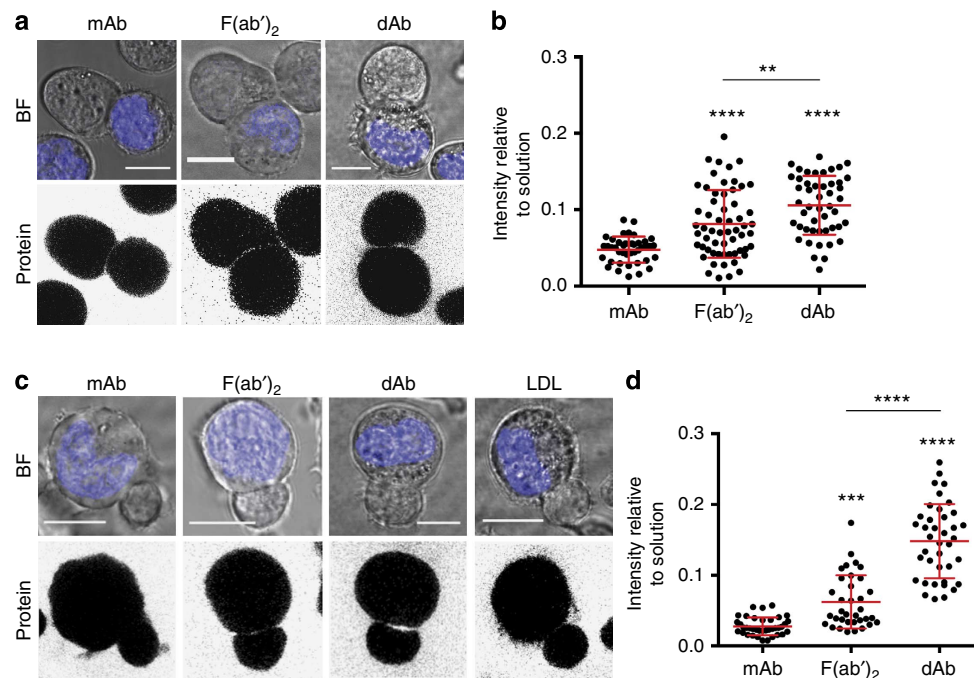 a
mAb F(ab′)₂ dAb
BF
Protein
b
Intensity relative
to solution
0.3
0.2
0.1
0.0
**
**** ****
mAb F(ab′)₂ dAb
c
mAb F(ab′)₂ dAb LDL
BF
Protein
d
Intensity relative
to solution
0.3
0.2
0.1
0.0
****
***
****
mAb F(ab′)₂ dAb